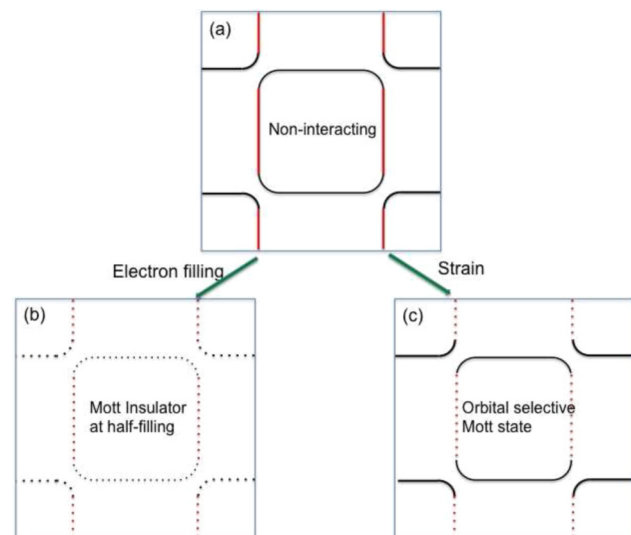 (a)
Non-interacting
Electron filling
Strain
(b)
(c)
Mott Insulator
at half-filling
Orbital selective
Mott state